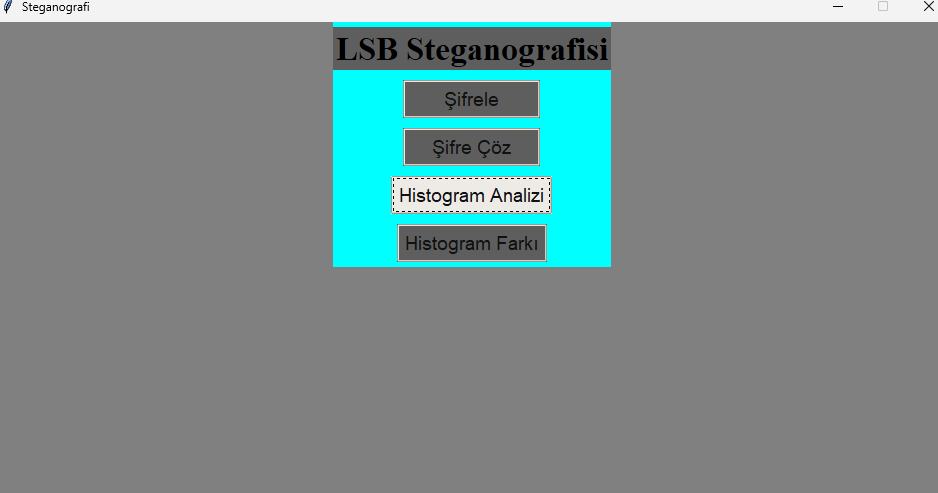 Steganografi
LSB Steganografisi
Şifrele
Şifre Çöz
Histogram Analizi
Histogram Farkı